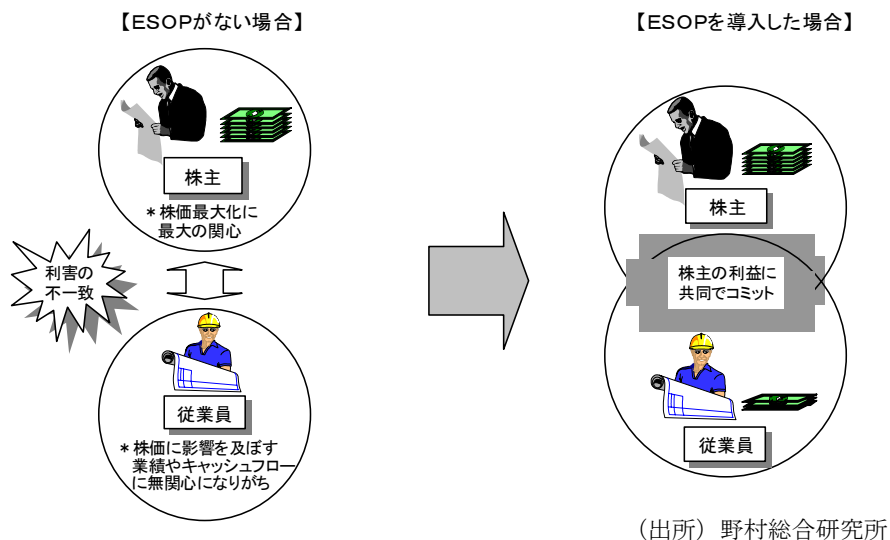 【ESOPがない場合】
株主
＊株価最大化に
最大の関心
利害の
不一致
従業員
＊株価に影響を及ぼす
業績やキャッシュフロー
に無関心になりがち
【ESOPを導入した場合】
株主
株主の利益に
共同でコミット
従業員
（出所）野村総合研究所